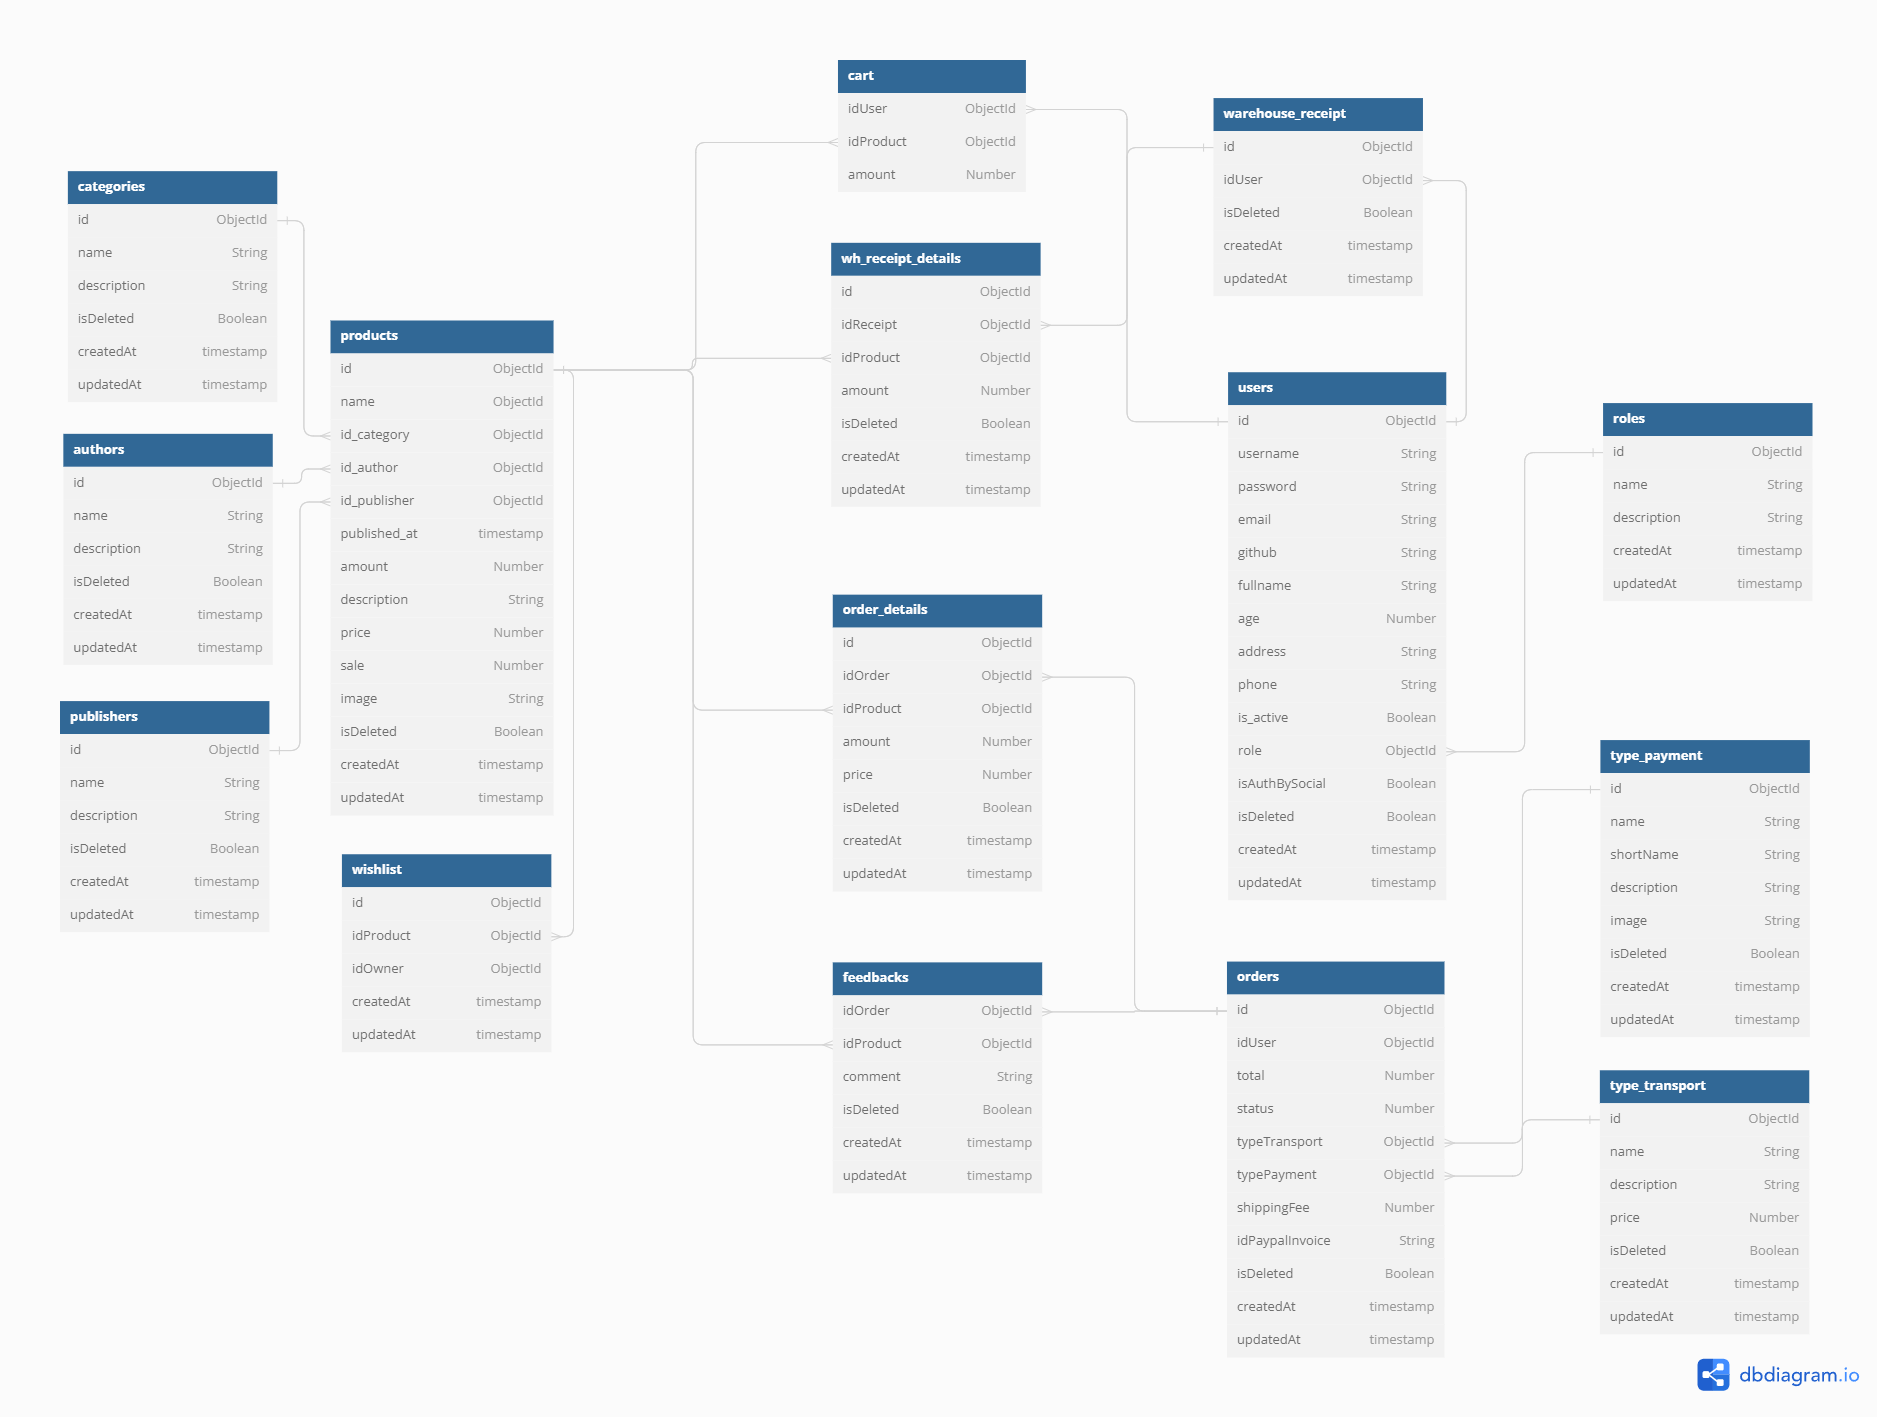 cart
idUser ObjectId
idProduct ObjectId
amount Number
warehouse_receipt
id ObjectId
idUser ObjectId
isDeleted Boolean
createdAt timestamp
updatedAt timestamp
categories
id ObjectId
name String
description String
isDeleted Boolean
createdAt timestamp
updatedAt timestamp
wh_receipt_details
id ObjectId
idReceipt ObjectId
idProduct ObjectId
amount Number
isDeleted Boolean
createdAt timestamp
updatedAt timestamp
products
id ObjectId
name ObjectId
id_category ObjectId
id_author ObjectId
id_publisher ObjectId
published_at timestamp
amount Number
description String
price Number
sale Number
image String
isDeleted Boolean
createdAt timestamp
updatedAt timestamp
users
id ObjectId
username String
password String
email String
github String
fullname String
age Number
address String
phone String
is_active Boolean
role ObjectId
isAuthBySocial Boolean
isDeleted Boolean
createdAt timestamp
updatedAt timestamp
roles
id ObjectId
name String
description String
createdAt timestamp
updatedAt timestamp
authors
id ObjectId
name String
description String
isDeleted Boolean
createdAt timestamp
updatedAt timestamp
order_details
id ObjectId
idOrder ObjectId
idProduct ObjectId
amount Number
price Number
isDeleted Boolean
createdAt timestamp
updatedAt timestamp
publishers
id ObjectId
name String
description String
isDeleted Boolean
createdAt timestamp
updatedAt timestamp
type_payment
id ObjectId
name String
shortName String
description String
image String
isDeleted Boolean
createdAt timestamp
updatedAt timestamp
wishlist
id ObjectId
idProduct ObjectId
idOwner ObjectId
createdAt timestamp
updatedAt timestamp
feedbacks
idOrder ObjectId
idProduct ObjectId
comment String
isDeleted Boolean
createdAt timestamp
updatedAt timestamp
orders
id ObjectId
idUser ObjectId
total Number
status Number
typeTransport ObjectId
typePayment ObjectId
shippingFee Number
idPaypalInvoice String
isDeleted Boolean
createdAt timestamp
updatedAt timestamp
type_transport
id ObjectId
name String
description String
price Number
isDeleted Boolean
createdAt timestamp
updatedAt timestamp
dbdiagram.io